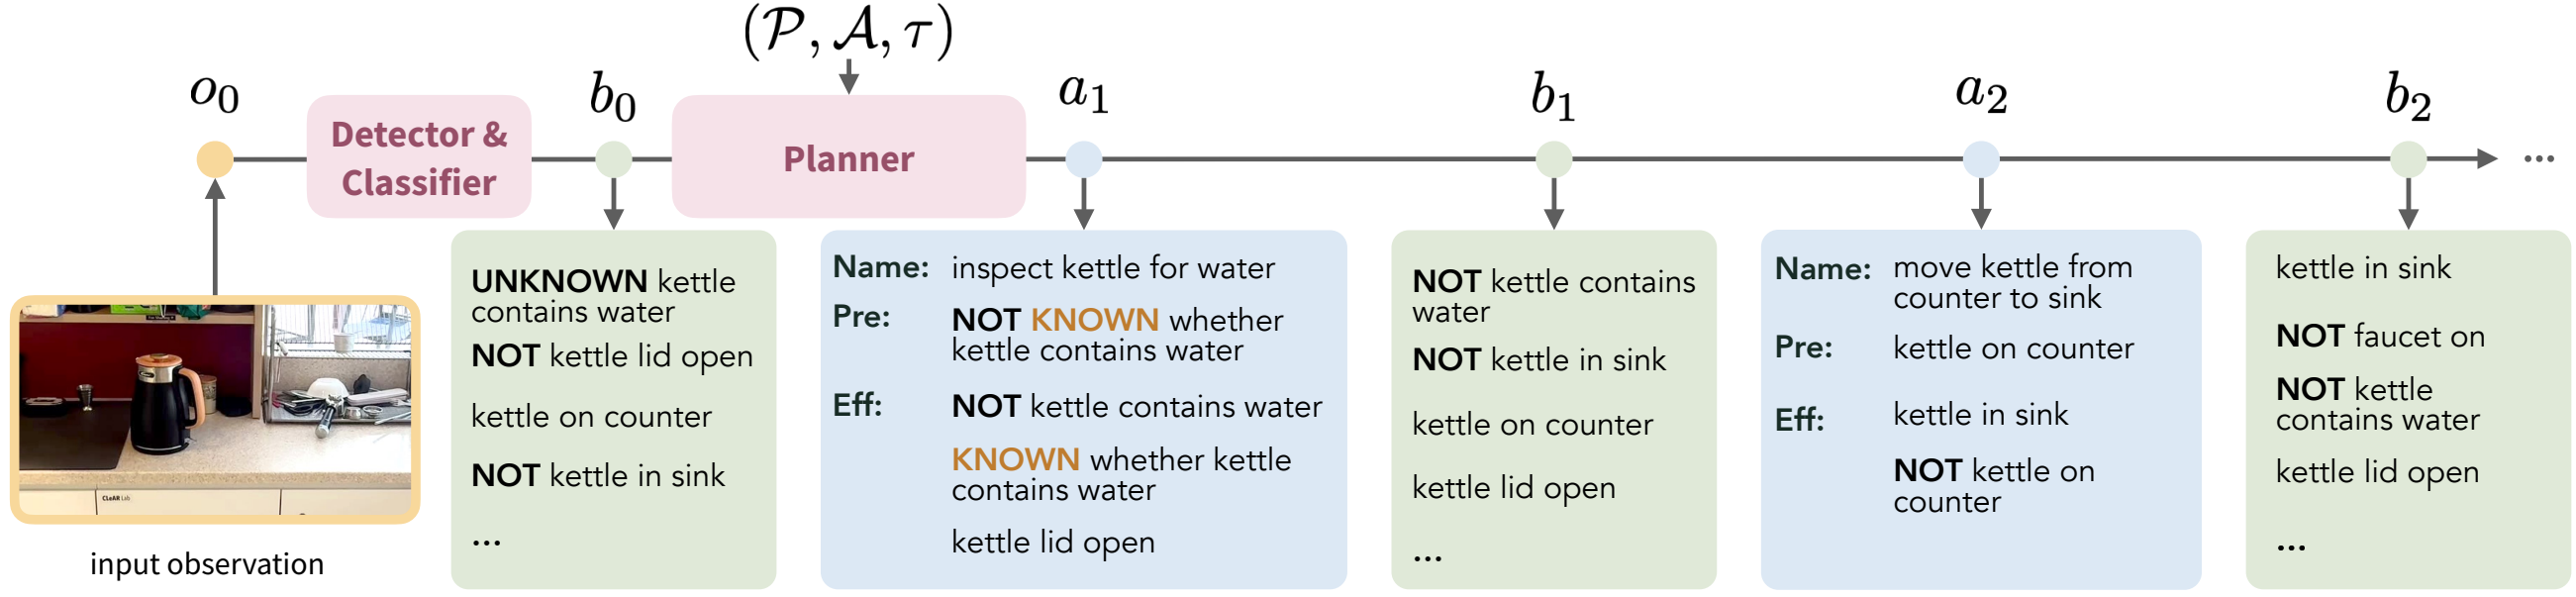 (𝒫, 𝒜, τ)
o₀
b₀
a₁
b₁
a₂
b₂
Detector &
Classifier
Planner
...
input observation
CLeAR Lab
UNKNOWN kettle
contains water
NOT kettle lid open
kettle on counter
NOT kettle in sink
...
Name: inspect kettle for water
Pre: NOT KNOWN whether
kettle contains water
Eff: NOT kettle contains water
KNOWN whether kettle
contains water
kettle lid open
NOT kettle contains
water
NOT kettle in sink
kettle on counter
kettle lid open
...
Name: move kettle from
counter to sink
Pre: kettle on counter
Eff: kettle in sink
NOT kettle on
counter
kettle in sink
NOT faucet on
NOT kettle
contains water
kettle lid open
...